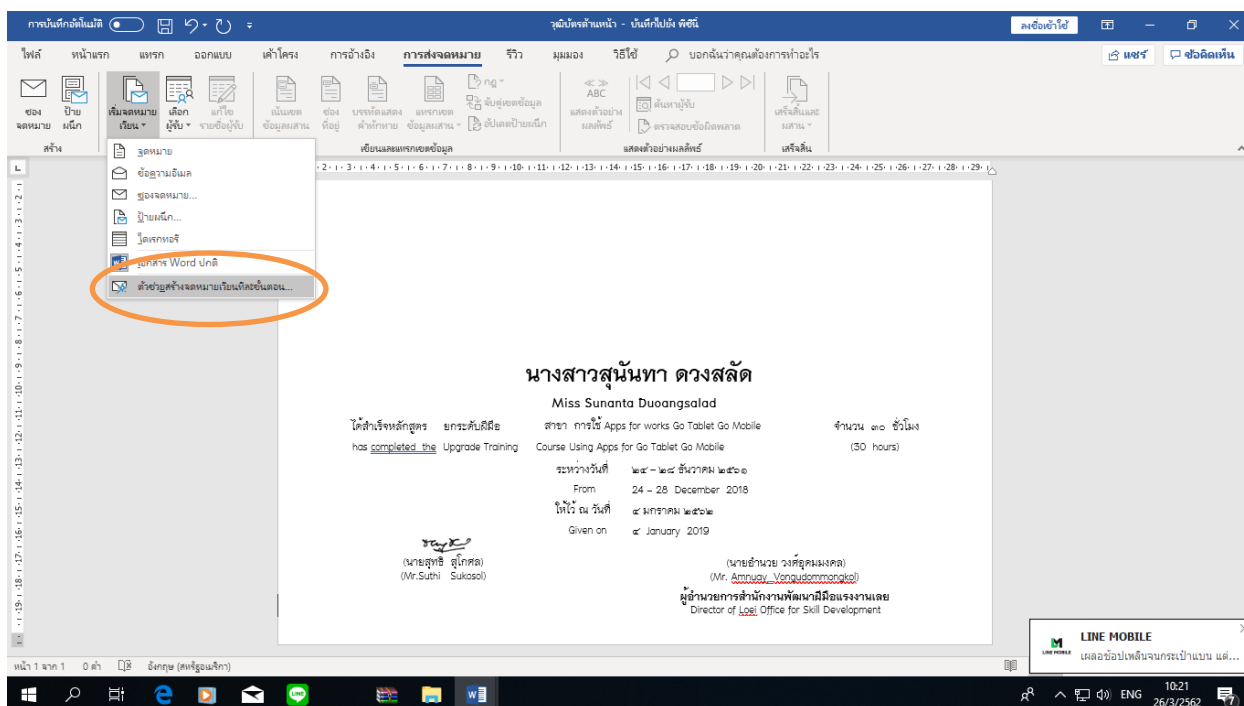 การบันทึกอัตโนมัติ
วุฒิบัตรด้านหน้า - บันทึกไปยัง พีซีนี้
ลงชื่อเข้าใช้
ไฟล์ หน้าแรก แทรก ออกแบบ เค้าโครง การอ้างอิง การส่งจดหมาย รีวิว มุมมอง วิธีใช้ บอกฉันว่าคุณต้องการทำอะไร
แชร์ ข้อคิดเห็น
ซองจดหมาย
ป้ายผนึก
เริ่มจดหมายเวียน
เลือกผู้รับ
แก้ไขรายชื่อผู้รับ
เน้นเขตข้อมูลผสาน
ช่องที่อยู่
บรรทัดแสดงคำทักทาย
แทรกเขตข้อมูลผสาน
กฎ
จับคู่เขตข้อมูล
อัปเดตป้ายผนึก
ABC
แสดงตัวอย่างผลลัพธ์
ค้นหาผู้รับ
ตรวจสอบข้อผิดพลาด
เสร็จสิ้นและผสาน
สร้าง
เขียนและแทรกเขตข้อมูล
แสดงตัวอย่างผลลัพธ์
เสร็จสิ้น
จดหมาย
ข้อความอีเมล
ซองจดหมาย...
ป้ายผนึก...
ไดเรกทอรี
เอกสาร Word ปกติ
ตัวช่วยสร้างจดหมายเวียนทีละขั้นตอน...
นางสาวสุนันทา ดวงสลัด
Miss Sunanta Duoangsalad
ได้สำเร็จหลักสูตร ยกระดับฝีมือ สาขา การใช้ Apps for works Go Tablet Go Mobile จำนวน ๓๐ ชั่วโมง
has completed the Upgrade Training Course Using Apps for Go Tablet Go Mobile (30 hours)
ระหว่างวันที่ ๒๔ – ๒๘ ธันวาคม ๒๕๖๑
From 24 – 28 December 2018
ให้ไว้ ณ วันที่ ๔ มกราคม ๒๕๖๒
Given on ๔ January 2019
(นายสุทธิ สุโกศล)
(Mr.Suthi Sukosol)
(นายอำนวย วงศ์อุดมมงคล)
(Mr. Amnuay Vongudommongkol)
ผู้อำนวยการสำนักงานพัฒนาฝีมือแรงงานเลย
Director of Loei Office for Skill Development
LINE MOBILE
เผลอช้อปเพลินจนกระเป๋าแบน แต่...
หน้า 1 จาก 1 0 คำ อังกฤษ (สหรัฐอเมริกา)
ENG
10:21
26/3/2562